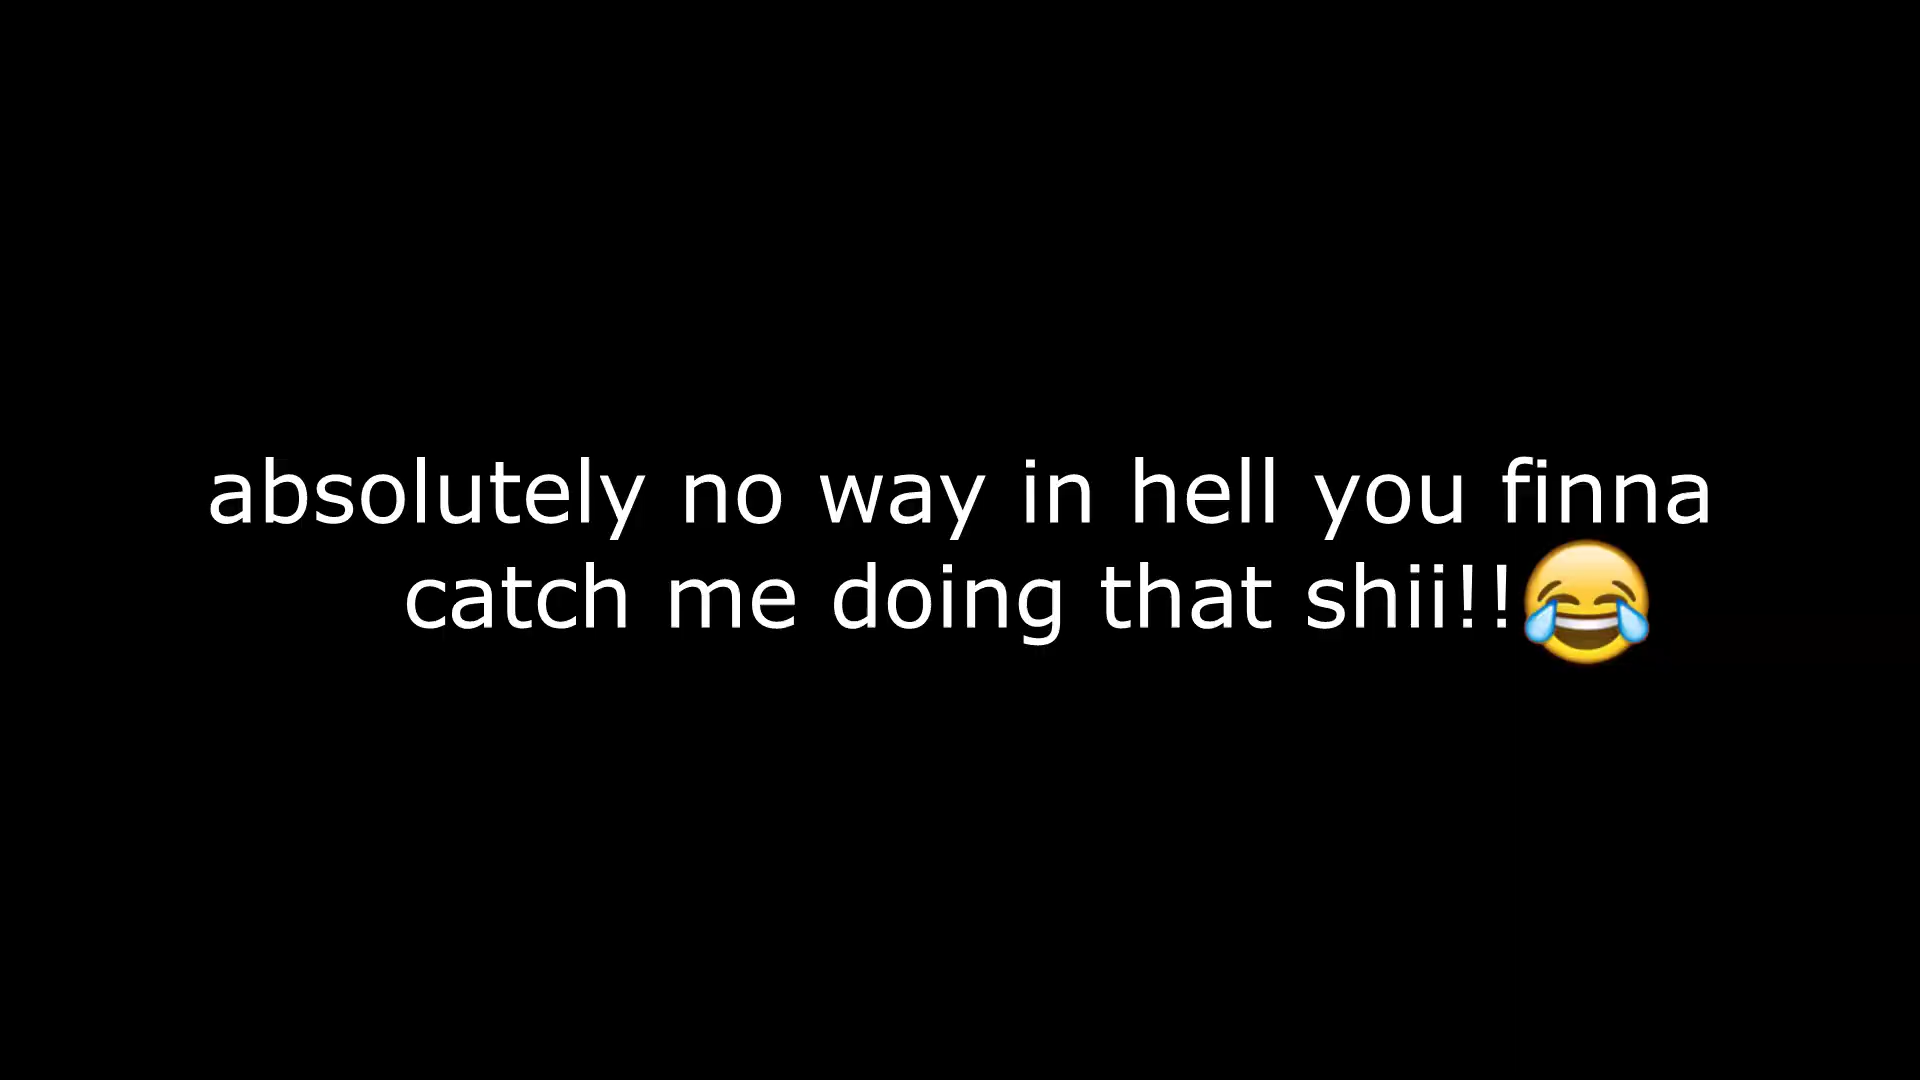 absolutely no way in hell you finna
catch me doing that shii!!😂